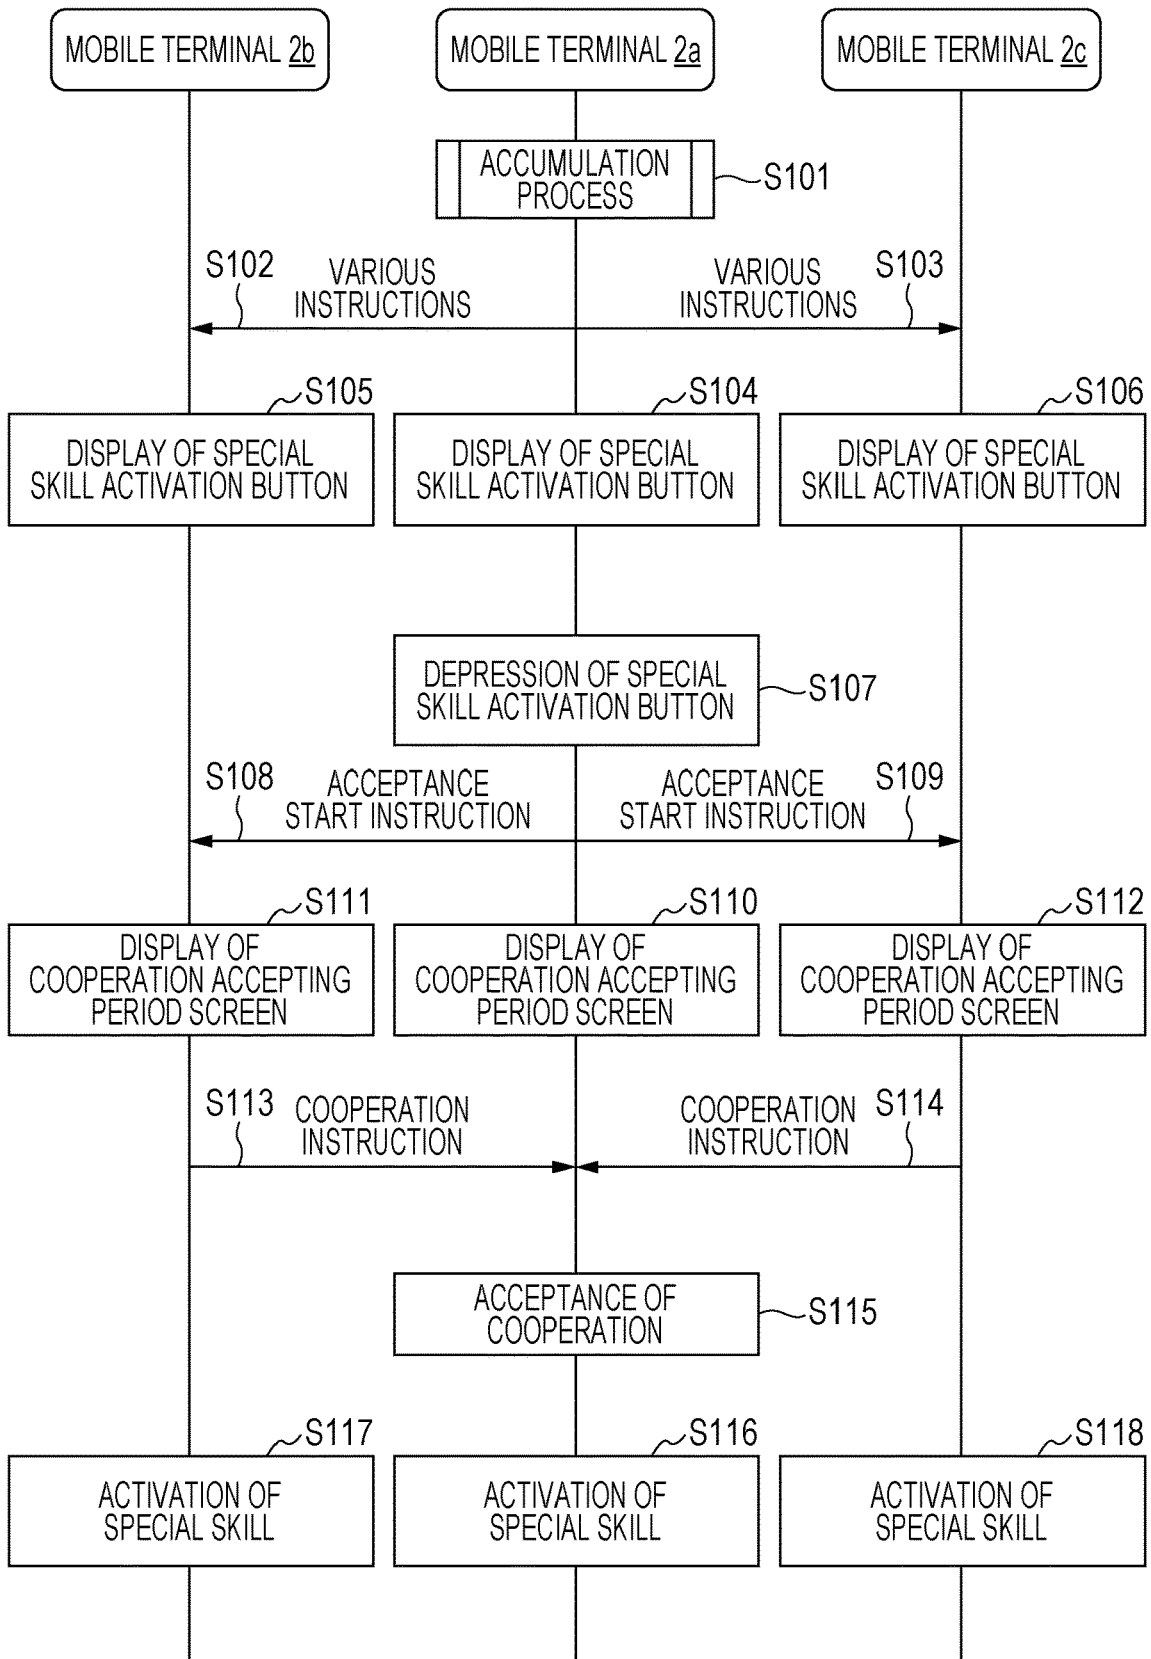 MOBILE TERMINAL 2b
MOBILE TERMINAL 2a
MOBILE TERMINAL 2c
ACCUMULATION
PROCESS
S101
S102
VARIOUS
INSTRUCTIONS
VARIOUS
INSTRUCTIONS
S103
S105
S104
S106
DISPLAY OF SPECIAL
SKILL ACTIVATION BUTTON
DISPLAY OF SPECIAL
SKILL ACTIVATION BUTTON
DISPLAY OF SPECIAL
SKILL ACTIVATION BUTTON
DEPRESSION OF SPECIAL
SKILL ACTIVATION BUTTON
S107
S108
ACCEPTANCE
START INSTRUCTION
ACCEPTANCE
START INSTRUCTION
S109
S111
S110
S112
DISPLAY OF
COOPERATION ACCEPTING
PERIOD SCREEN
DISPLAY OF
COOPERATION ACCEPTING
PERIOD SCREEN
DISPLAY OF
COOPERATION ACCEPTING
PERIOD SCREEN
S113
COOPERATION
INSTRUCTION
COOPERATION
INSTRUCTION
S114
ACCEPTANCE OF
COOPERATION
S115
S117
S116
S118
ACTIVATION OF
SPECIAL SKILL
ACTIVATION OF
SPECIAL SKILL
ACTIVATION OF
SPECIAL SKILL